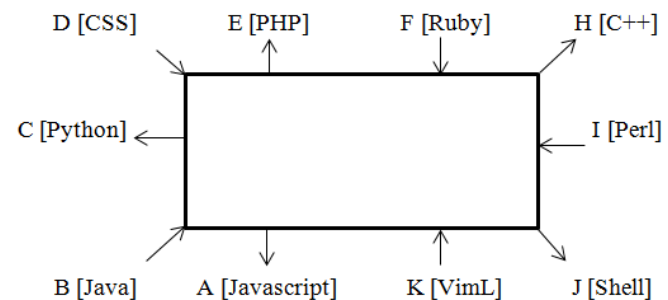 D [CSS] E [PHP] F [Ruby] H [C++]
C [Python] I [Perl]
B [Java] A [Javascript] K [VimL] J [Shell]